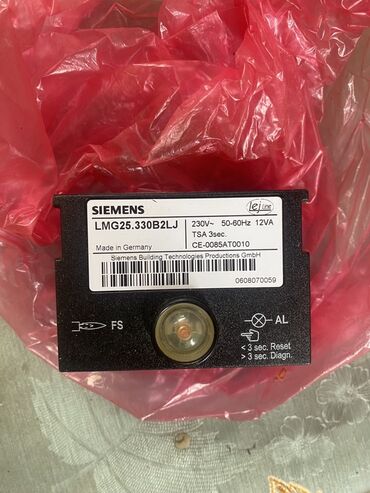 SIEMENS
LMG25.330B2LJ
Made in Germany
230V~ 50-60Hz 12VA
TSA 3sec.
CE-0085AT0010
Siemens Building Technologies Productions GmbH
0608070059
FS
AL
< 3 sec. Reset
> 3 sec. Diagn.